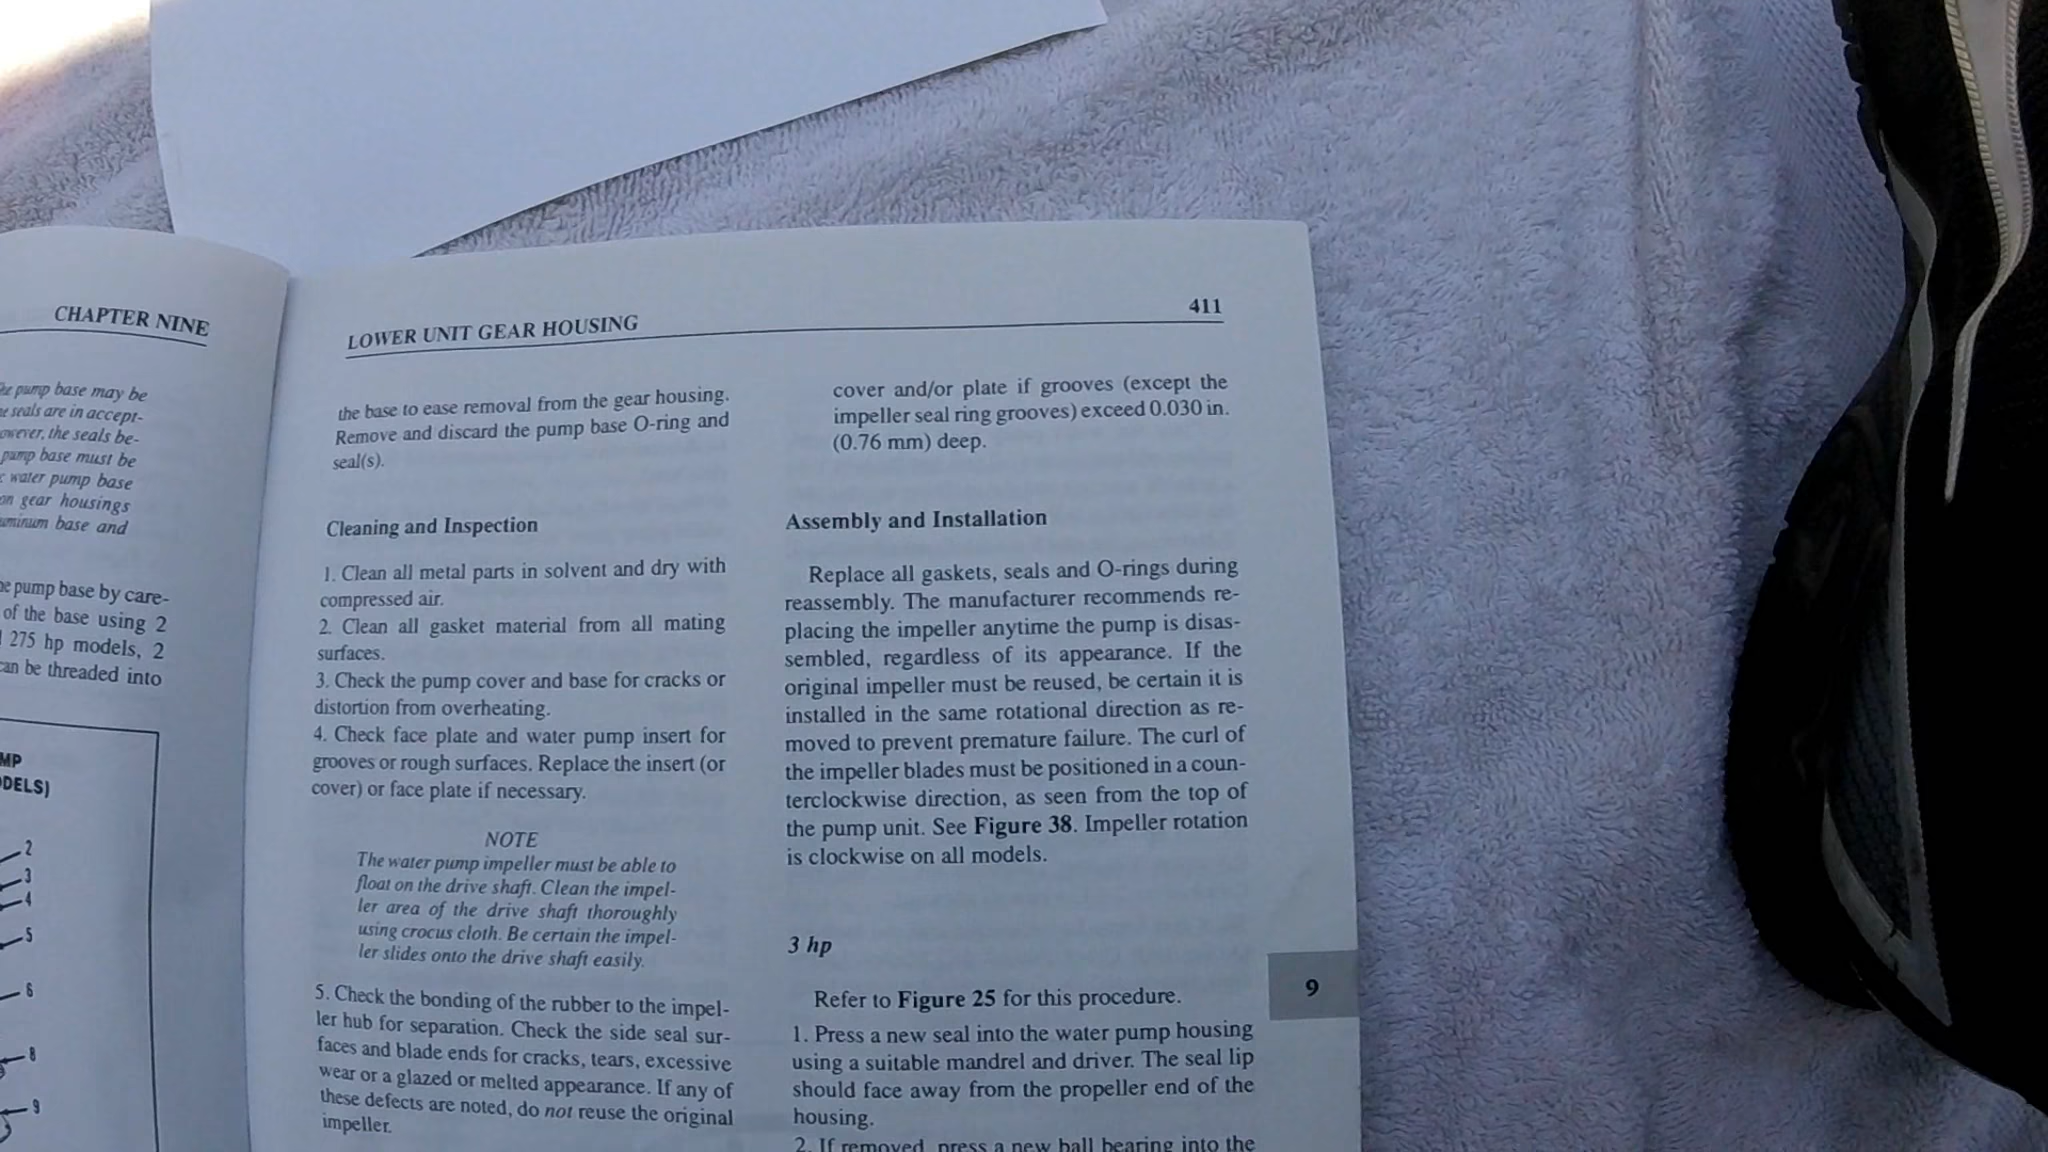 CHAPTER NINE
pump base may be
seals are in accept-
the seals be-
pump base must be
water pump base
gear housings
base and
pump base by care-
of the base using 2
275 hp models, 2
can be threaded into
2
3
4
5
6
8
9
LOWER UNIT GEAR HOUSING
411
the base to ease removal from the gear housing.
Remove and discard the pump base O-ring and
seal(s).
Cleaning and Inspection
1. Clean all metal parts in solvent and dry with
compressed air.
2. Clean all gasket material from all mating
surfaces.
3. Check the pump cover and base for cracks or
distortion from overheating.
4. Check face plate and water pump insert for
grooves or rough surfaces. Replace the insert (or
cover) or face plate if necessary.
NOTE
The water pump impeller must be able to
float on the drive shaft. Clean the impel-
ler area of the drive shaft thoroughly
using crocus cloth. Be certain the impel-
ler slides onto the drive shaft easily.
5. Check the bonding of the rubber to the impel-
ler hub for separation. Check the side seal sur-
faces and blade ends for cracks, tears, excessive
wear or a glazed or melted appearance. If any of
these defects are noted, do not reuse the original
impeller.
cover and/or plate if grooves (except the
impeller seal ring grooves) exceed 0.030 in.
(0.76 mm) deep.
Assembly and Installation
Replace all gaskets, seals and O-rings during
reassembly. The manufacturer recommends re-
placing the impeller anytime the pump is disas-
sembled, regardless of its appearance. If the
original impeller must be reused, be certain it is
installed in the same rotational direction as re-
moved to prevent premature failure. The curl of
the impeller blades must be positioned in a coun-
terclockwise direction, as seen from the top of
the pump unit. See Figure 38. Impeller rotation
is clockwise on all models.
3 hp
Refer to Figure 25 for this procedure.
1. Press a new seal into the water pump housing
using a suitable mandrel and driver. The seal lip
should face away from the propeller end of the
housing.
2. If removed, press a new ball bearing into the
9